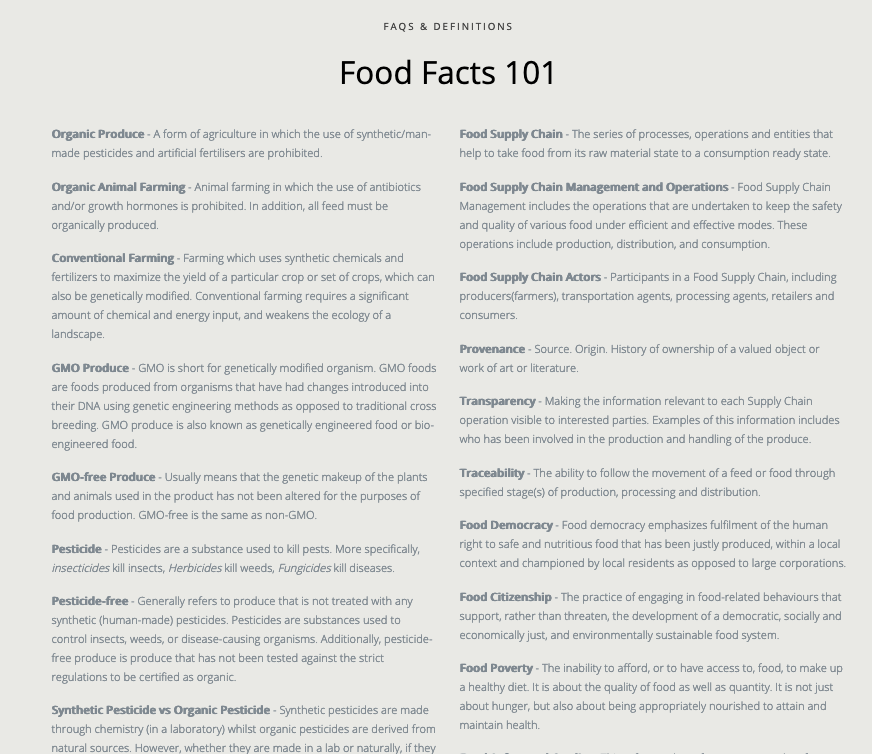 FAQS & DEFINITIONS
Food Facts 101
Organic Produce - A form of agriculture in which the use of synthetic/man-
made pesticides and artificial fertilisers are prohibited.
Organic Animal Farming - Animal farming in which the use of antibiotics
and/or growth hormones is prohibited. In addition, all feed must be
organically produced.
Conventional Farming - Farming which uses synthetic chemicals and
fertilizers to maximize the yield of a particular crop or set of crops, which can
also be genetically modified. Conventional farming requires a significant
amount of chemical and energy input, and weakens the ecology of a
landscape.
GMO Produce - GMO is short for genetically modified organism. GMO foods
are foods produced from organisms that have had changes introduced into
their DNA using genetic engineering methods as opposed to traditional cross
breeding. GMO produce is also known as genetically engineered food or bio-
engineered food.
GMO-free Produce - Usually means that the genetic makeup of the plants
and animals used in the product has not been altered for the purposes of
food production. GMO-free is the same as non-GMO.
Pesticide - Pesticides are a substance used to kill pests. More specifically,
insecticides kill insects, Herbicides kill weeds, Fungicides kill diseases.
Pesticide-free - Generally refers to produce that is not treated with any
synthetic (human-made) pesticides. Pesticides are substances used to
control insects, weeds, or disease-causing organisms. Additionally, pesticide-
free produce is produce that has not been tested against the strict
regulations to be certified as organic.
Synthetic Pesticide vs Organic Pesticide - Synthetic pesticides are made
through chemistry (in a laboratory) whilst organic pesticides are derived from
natural sources. However, whether they are made in a lab or naturally, if they
Food Supply Chain - The series of processes, operations and entities that
help to take food from its raw material state to a consumption ready state.
Food Supply Chain Management and Operations - Food Supply Chain
Management includes the operations that are undertaken to keep the safety
and quality of various food under efficient and effective modes. These
operations include production, distribution, and consumption.
Food Supply Chain Actors - Participants in a Food Supply Chain, including
producers(farmers), transportation agents, processing agents, retailers and
consumers.
Provenance - Source. Origin. History of ownership of a valued object or
work of art or literature.
Transparency - Making the information relevant to each Supply Chain
operation visible to interested parties. Examples of this information includes
who has been involved in the production and handling of the produce.
Traceability - The ability to follow the movement of a feed or food through
specified stage(s) of production, processing and distribution.
Food Democracy - Food democracy emphasizes fulfilment of the human
right to safe and nutritious food that has been justly produced, within a local
context and championed by local residents as opposed to large corporations.
Food Citizenship - The practice of engaging in food-related behaviours that
support, rather than threaten, the development of a democratic, socially and
economically just, and environmentally sustainable food system.
Food Poverty - The inability to afford, or to have access to, food, to make up
a healthy diet. It is about the quality of food as well as quantity. It is not just
about hunger, but also about being appropriately nourished to attain and
maintain health.